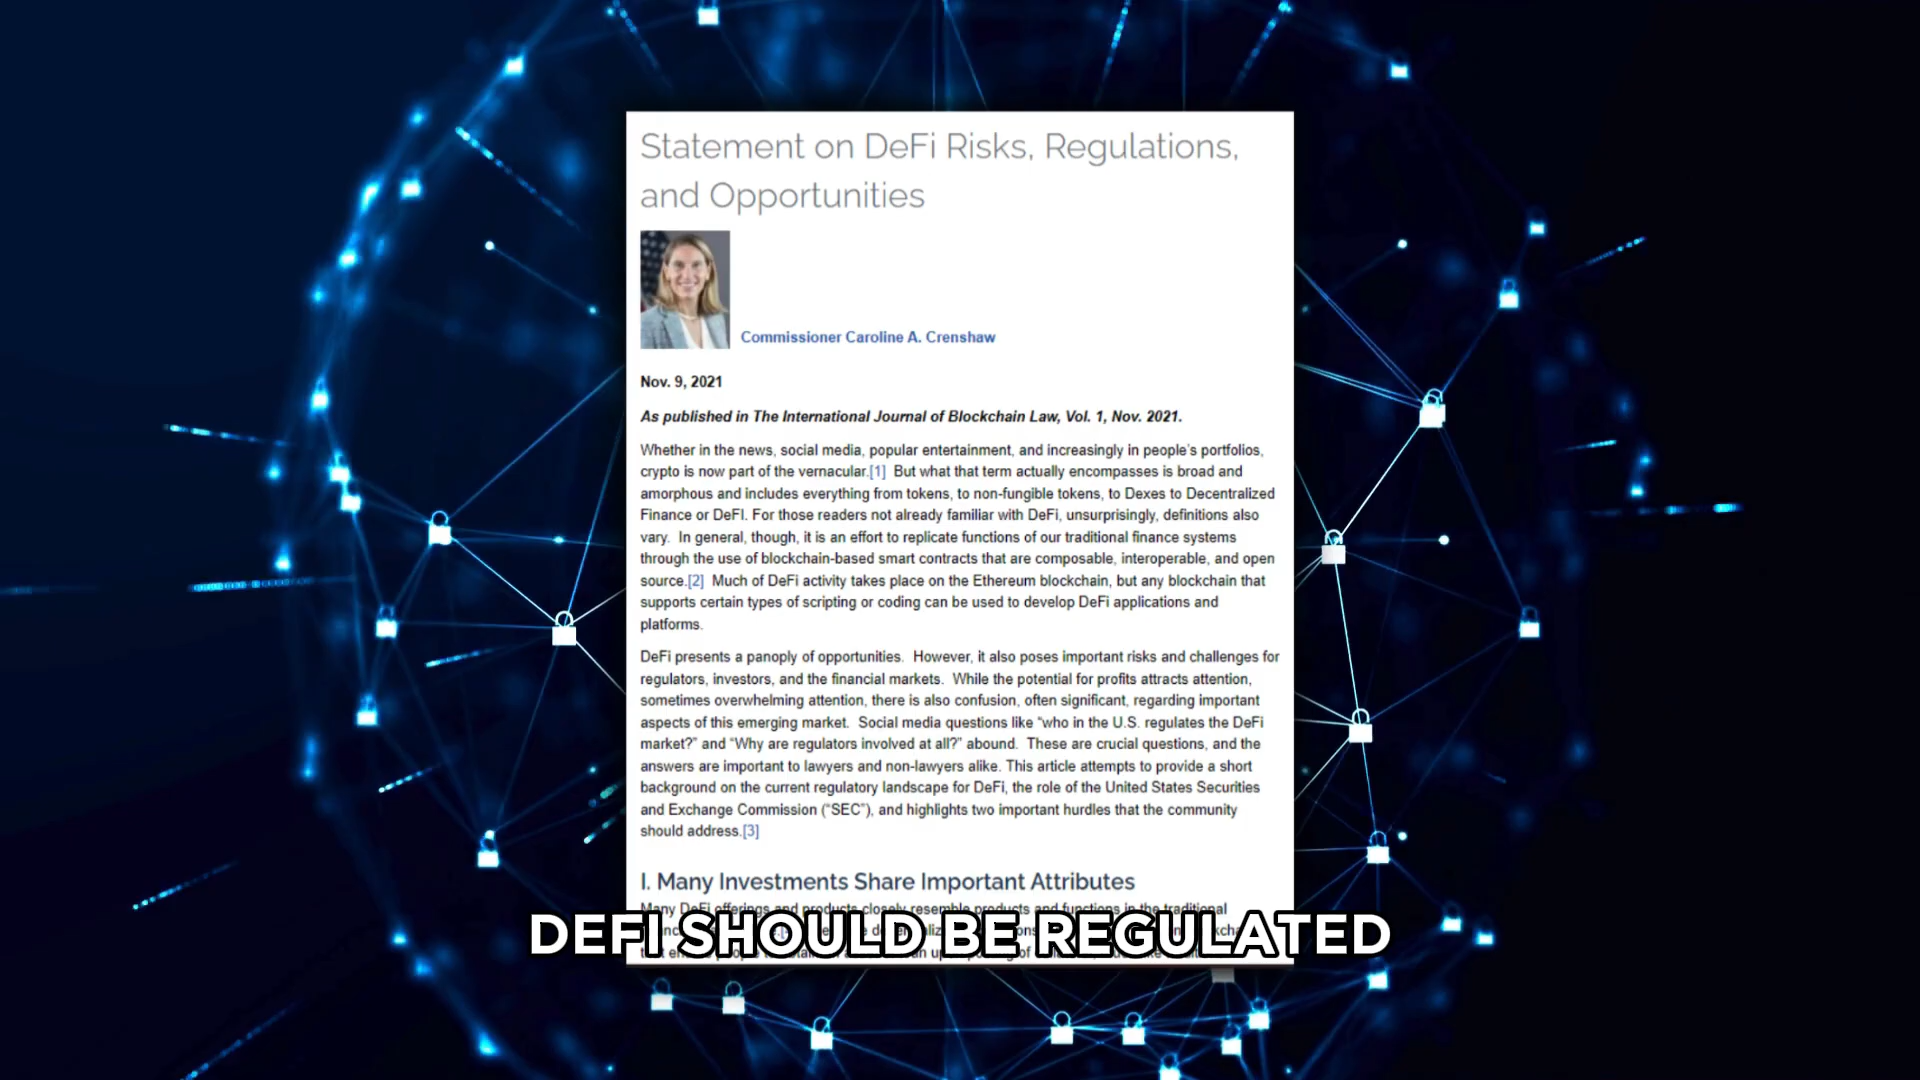 Statement on DeFi Risks, Regulations,
and Opportunities
Commissioner Caroline A. Crenshaw
Nov. 9, 2021
As published in The International Journal of Blockchain Law, Vol. 1, Nov. 2021.
Whether in the news, social media, popular entertainment, and increasingly in people's portfolios,
crypto is now part of the vernacular.[1] But what that term actually encompasses is broad and
amorphous and includes everything from tokens, to non-fungible tokens, to Dexes to Decentralized
Finance or DeFI. For those readers not already familiar with DeFi, unsurprisingly, definitions also
vary. In general, though, it is an effort to replicate functions of our traditional finance systems
through the use of blockchain-based smart contracts that are composable, interoperable, and open
source.[2] Much of DeFi activity takes place on the Ethereum blockchain, but any blockchain that
supports certain types of scripting or coding can be used to develop DeFi applications and
platforms.
DeFi presents a panoply of opportunities. However, it also poses important risks and challenges for
regulators, investors, and the financial markets. While the potential for profits attracts attention,
sometimes overwhelming attention, there is also confusion, often significant, regarding important
aspects of this emerging market. Social media questions like “who in the U.S. regulates the DeFi
market?” and “Why are regulators involved at all?” abound. These are crucial questions, and the
answers are important to lawyers and non-lawyers alike. This article attempts to provide a short
background on the current regulatory landscape for DeFi, the role of the United States Securities
and Exchange Commission (“SEC”), and highlights two important hurdles that the community
should address.[3]
I. Many Investments Share Important Attributes
Many DeFi offerings and products closely resemble products and functions in the traditional
DEFI SHOULD BE REGULATED